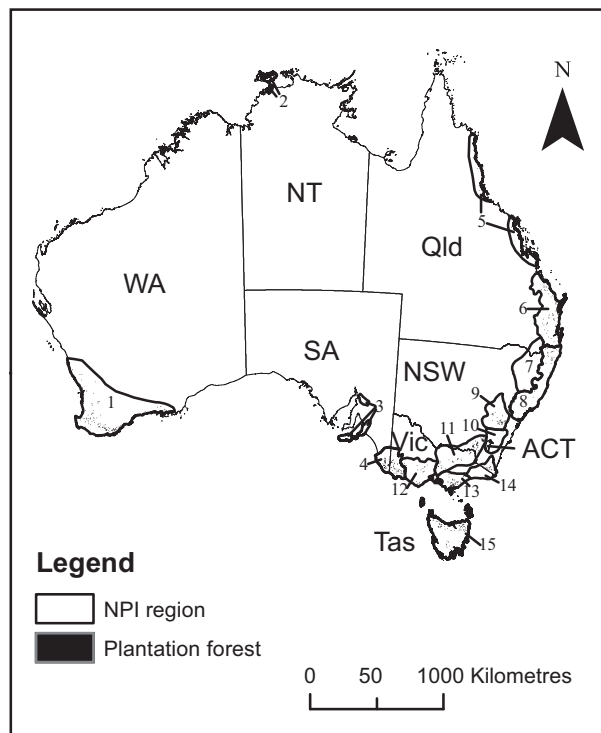 N
2
NT
5
Qld
WA
6
SA
NSW
7
9
8
3
10
11
Vic
ACT
4
12
13
14
Tas
15
1
Legend
NPI region
Plantation forest
0 50 1000 Kilometres